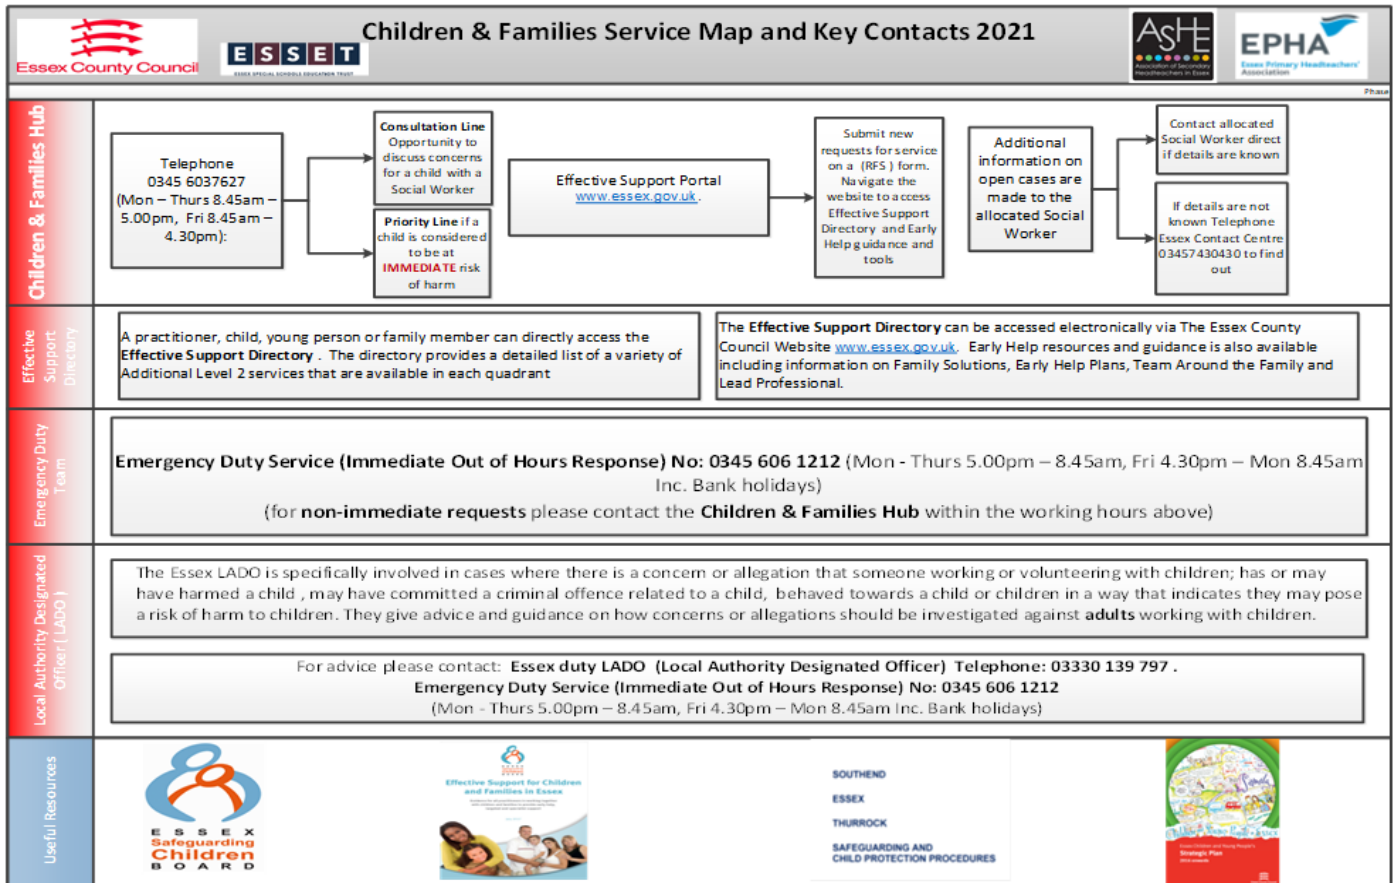 Essex County Council
ESSET
ESSEX SPECIAL SCHOOLS EDUCATION TRUST
Children & Families Service Map and Key Contacts 2021
ASHE
Association of Secondary
Headteachers in Essex
EPHA
Essex Primary Headteachers'
Association
Phase
Children & Families Hub
Telephone
0345 6037627
(Mon – Thurs 8.45am –
5.00pm, Fri 8.45am –
4.30pm):
Consultation Line
Opportunity to
discuss concerns
for a child with a
Social Worker
Priority Line if a
child is considered
to be at
IMMEDIATE risk
of harm
Effective Support Portal
www.essex.gov.uk .
Submit new
requests for service
on a (RFS ) form.
Navigate the
website to access
Effective Support
Directory and Early
Help guidance and
tools
Additional
information on
open cases are
made to the
allocated Social
Worker
Contact allocated
Social Worker direct
if details are known
If details are not
known Telephone
Essex Contact Centre
03457430430 to find
out
Effective
Support
Directory
A practitioner, child, young person or family member can directly access the
Effective Support Directory . The directory provides a detailed list of a variety of
Additional Level 2 services that are available in each quadrant
The Effective Support Directory can be accessed electronically via The Essex County
Council Website www.essex.gov.uk. Early Help resources and guidance is also available
including information on Family Solutions, Early Help Plans, Team Around the Family and
Lead Professional.
Emergency Duty
Team
Emergency Duty Service (Immediate Out of Hours Response) No: 0345 606 1212 (Mon - Thurs 5.00pm – 8.45am, Fri 4.30pm – Mon 8.45am
Inc. Bank holidays)
(for non-immediate requests please contact the Children & Families Hub within the working hours above)
Local Authority Designated
Officer ( LADO )
The Essex LADO is specifically involved in cases where there is a concern or allegation that someone working or volunteering with children; has or may
have harmed a child , may have committed a criminal offence related to a child, behaved towards a child or children in a way that indicates they may pose
a risk of harm to children. They give advice and guidance on how concerns or allegations should be investigated against adults working with children.
For advice please contact: Essex duty LADO (Local Authority Designated Officer) Telephone: 03330 139 797 .
Emergency Duty Service (Immediate Out of Hours Response) No: 0345 606 1212
(Mon - Thurs 5.00pm – 8.45am, Fri 4.30pm – Mon 8.45am Inc. Bank holidays)
Useful Resources
ESSEX
Safeguarding
Children
BOARD
Effective Support for Children
and Families in Essex
SOUTHEND
ESSEX
THURROCK
SAFEGUARDING AND
CHILD PROTECTION PROCEDURES
Essex Children and Young People's
Strategic Plan